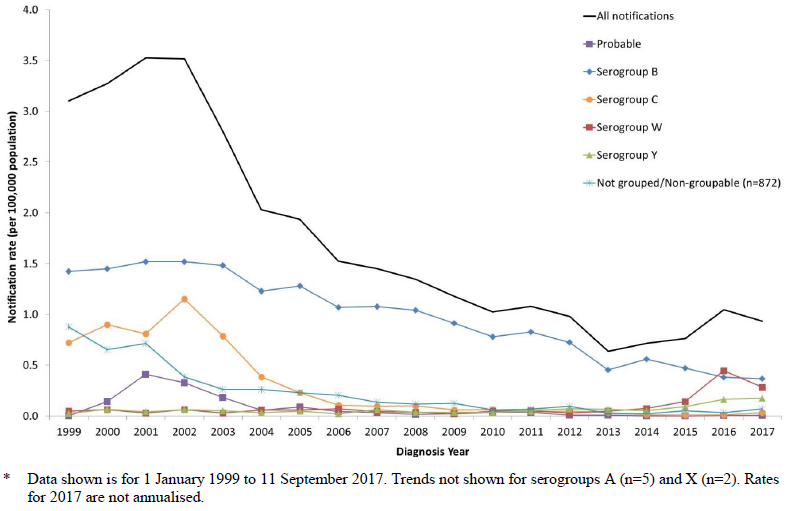 4.0
3.5
3.0
2.5
2.0
1.5
1.0
0.5
0.0
Notification rate (per 100,000 population)
All notifications
Probable
Serogroup B
Serogroup C
Serogroup W
Serogroup Y
Not grouped/Non-groupable (n=872)
1999 2000 2001 2002 2003 2004 2005 2006 2007 2008 2009 2010 2011 2012 2013 2014 2015 2016 2017
Diagnosis Year
* Data shown is for 1 January 1999 to 11 September 2017. Trends not shown for serogroups A (n=5) and X (n=2). Rates
for 2017 are not annualised.